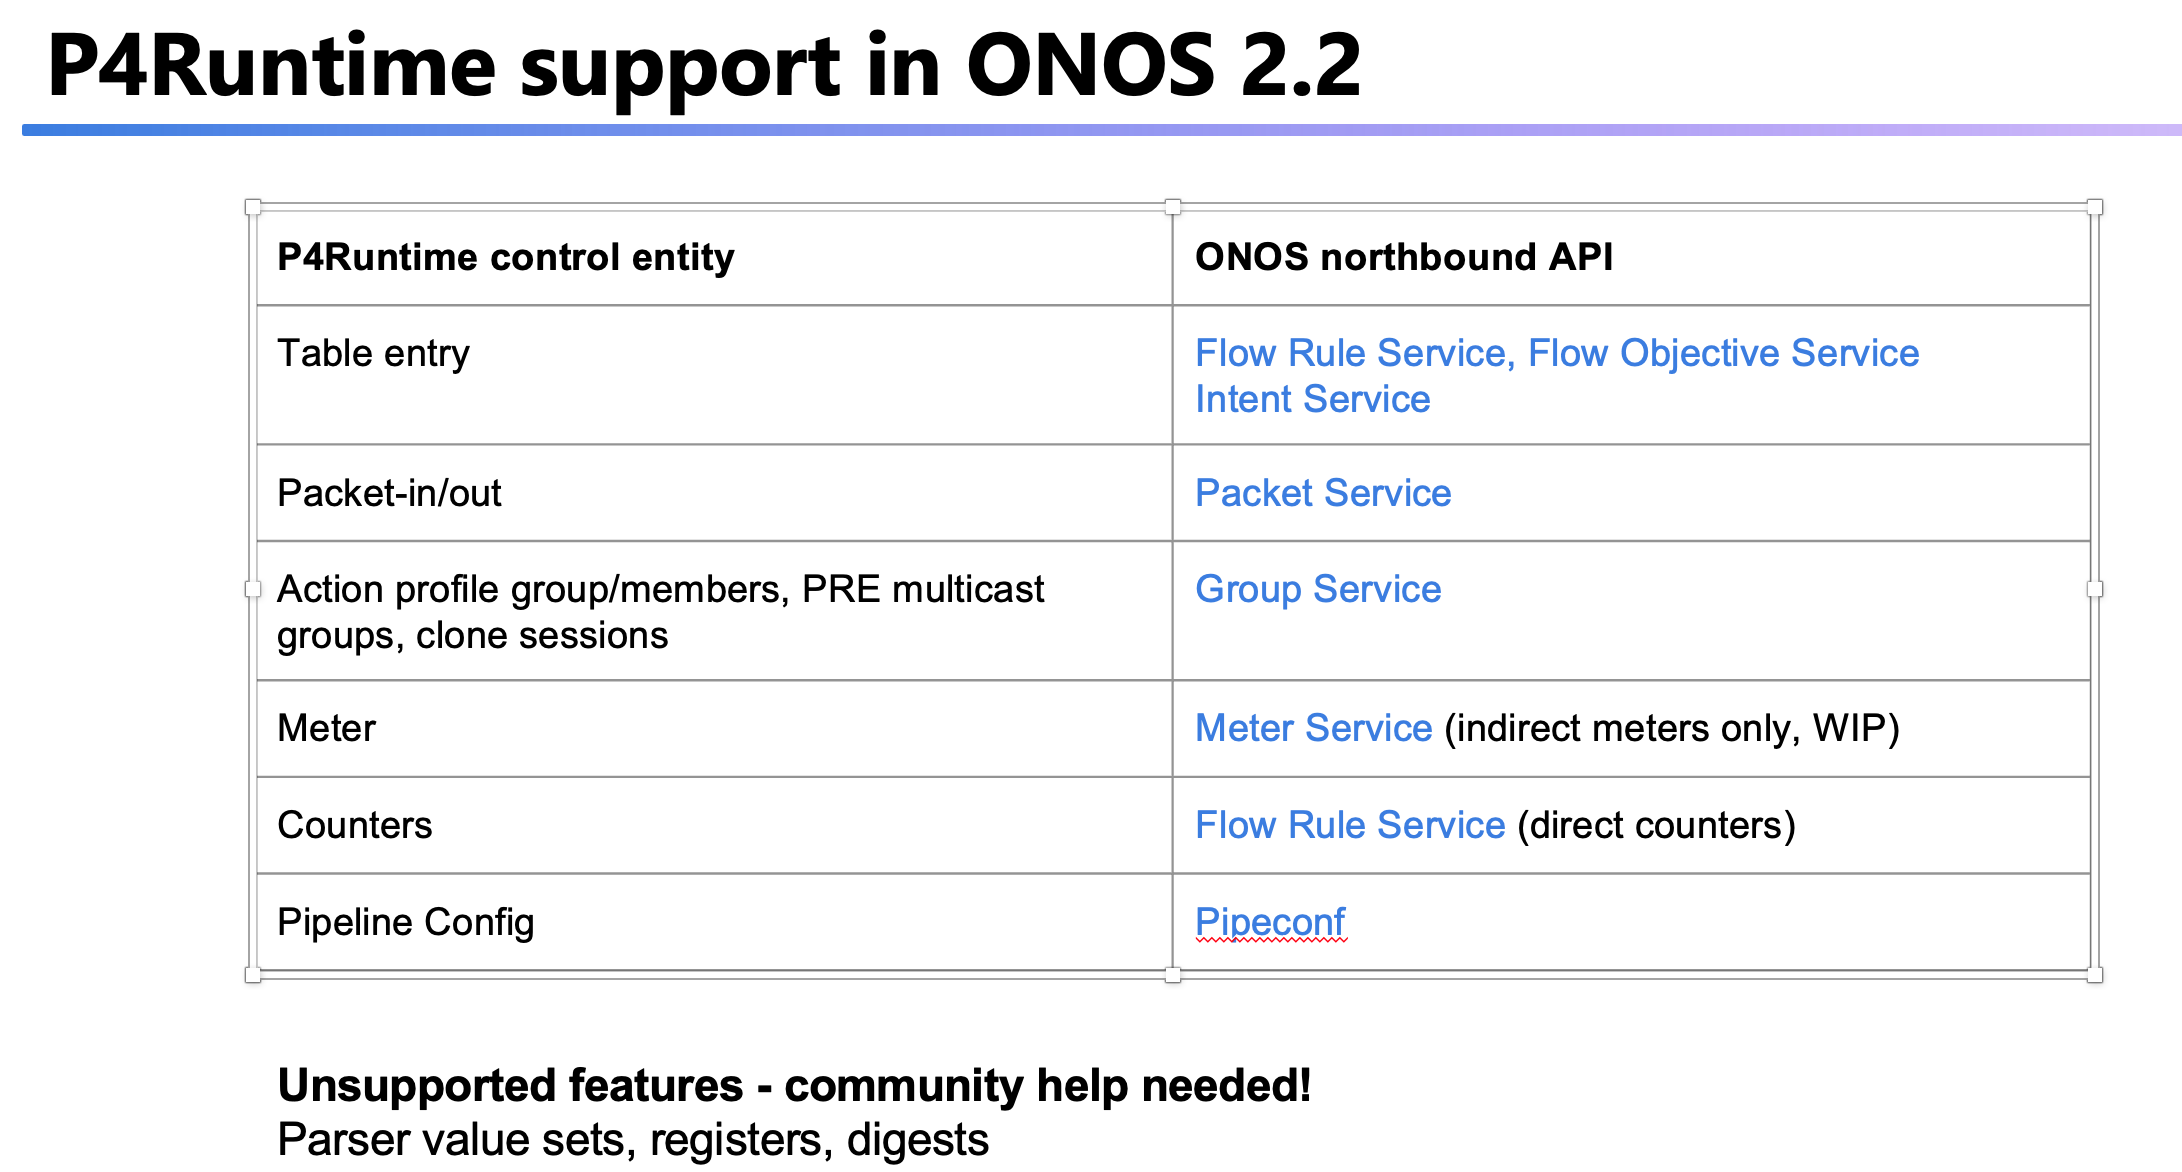 P4Runtime support in ONOS 2.2
P4Runtime control entity
ONOS northbound API
Table entry
Flow Rule Service, Flow Objective Service
Intent Service
Packet-in/out
Packet Service
Action profile group/members, PRE multicast
groups, clone sessions
Group Service
Meter
Meter Service (indirect meters only, WIP)
Counters
Flow Rule Service (direct counters)
Pipeline Config
Pipeconf
Unsupported features - community help needed!
Parser value sets, registers, digests